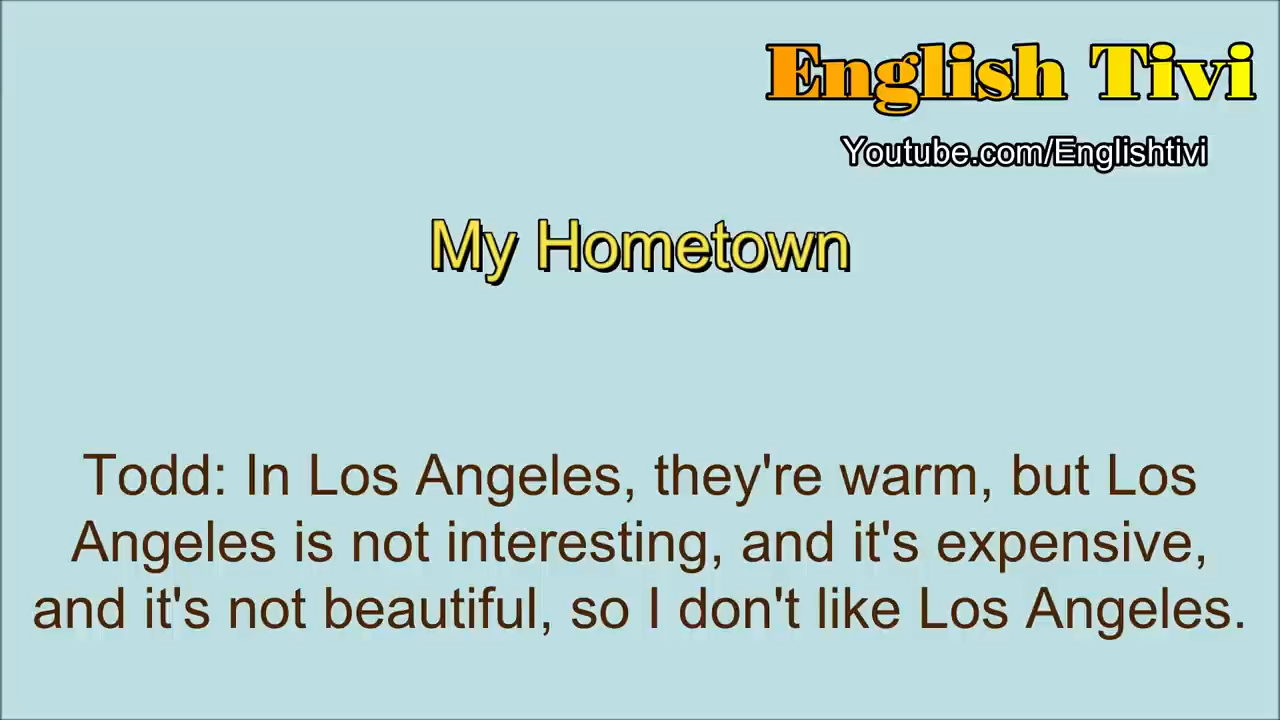 English Tivi
Youtube.com/Englishtivi
My Hometown
Todd: In Los Angeles, they're warm, but Los
Angeles is not interesting, and it's expensive,
and it's not beautiful, so I don't like Los Angeles.